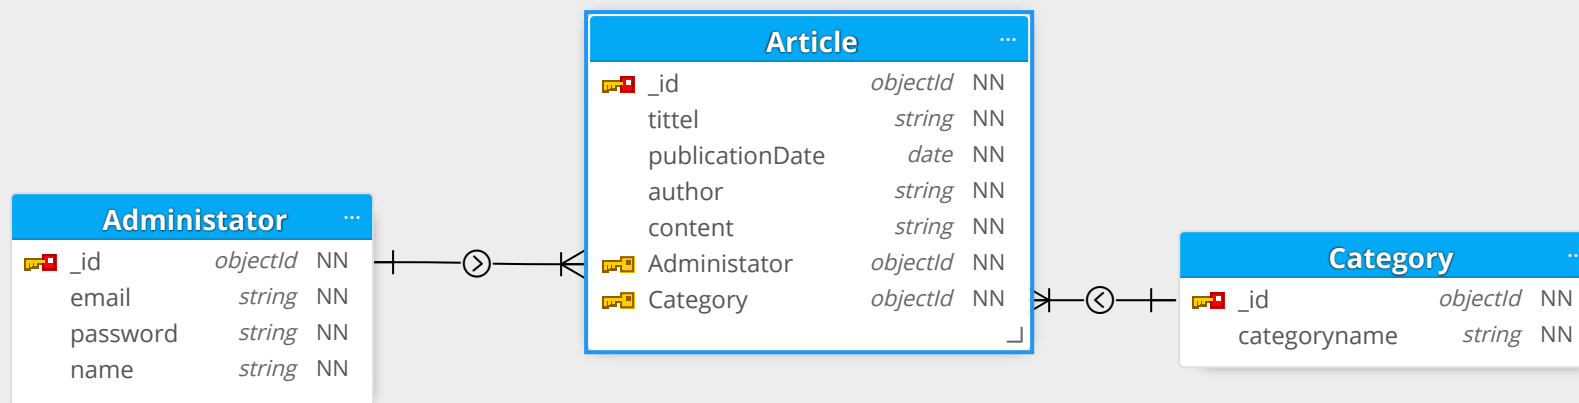 Article ...
_id objectId NN
tittel string NN
publicationDate date NN
author string NN
content string NN
Administator objectId NN
Category objectId NN
Administator ...
_id objectId NN
email string NN
password string NN
name string NN
Category ...
_id objectId NN
categoryname string NN